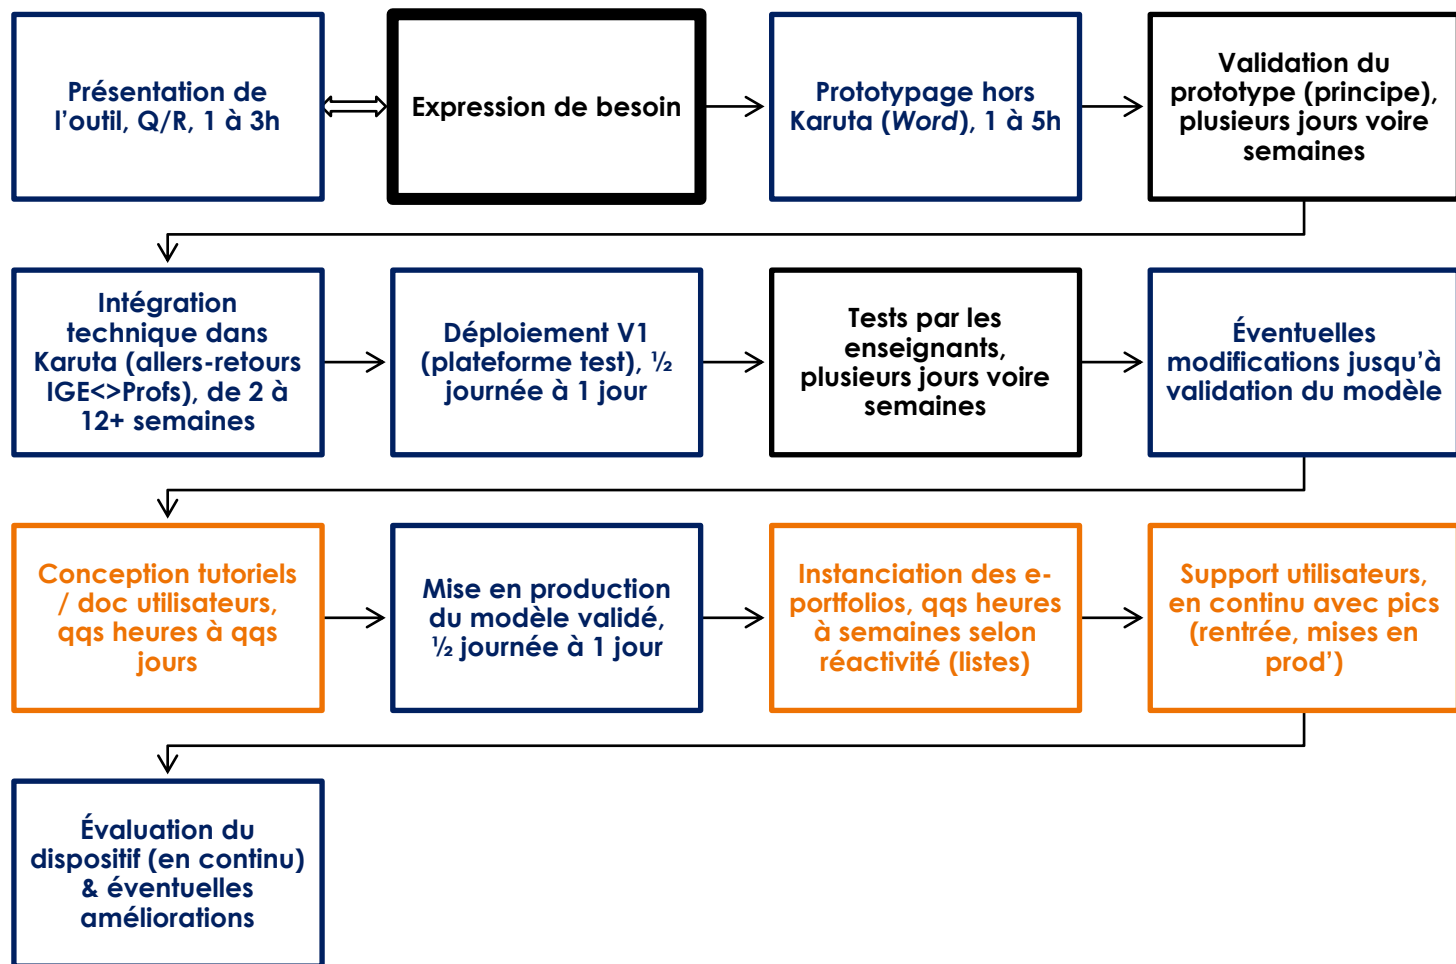 Présentation de
l’outil, Q/R, 1 à 3h
Expression de besoin
Prototypage hors
Karuta (Word), 1 à 5h
Validation du
prototype (principe),
plusieurs jours voire
semaines
Intégration
technique dans
Karuta (allers-retours
IGE<>Profs), de 2 à
12+ semaines
Déploiement V1
(plateforme test), ½
journée à 1 jour
Tests par les
enseignants,
plusieurs jours voire
semaines
Éventuelles
modifications jusqu’à
validation du modèle
Conception tutoriels
/ doc utilisateurs,
qqs heures à qqs
jours
Mise en production
du modèle validé,
½ journée à 1 jour
Instanciation des e-
portfolios, qqs heures
à semaines selon
réactivité (listes)
Support utilisateurs,
en continu avec pics
(rentrée, mises en
prod’)
Évaluation du
dispositif (en continu)
& éventuelles
améliorations